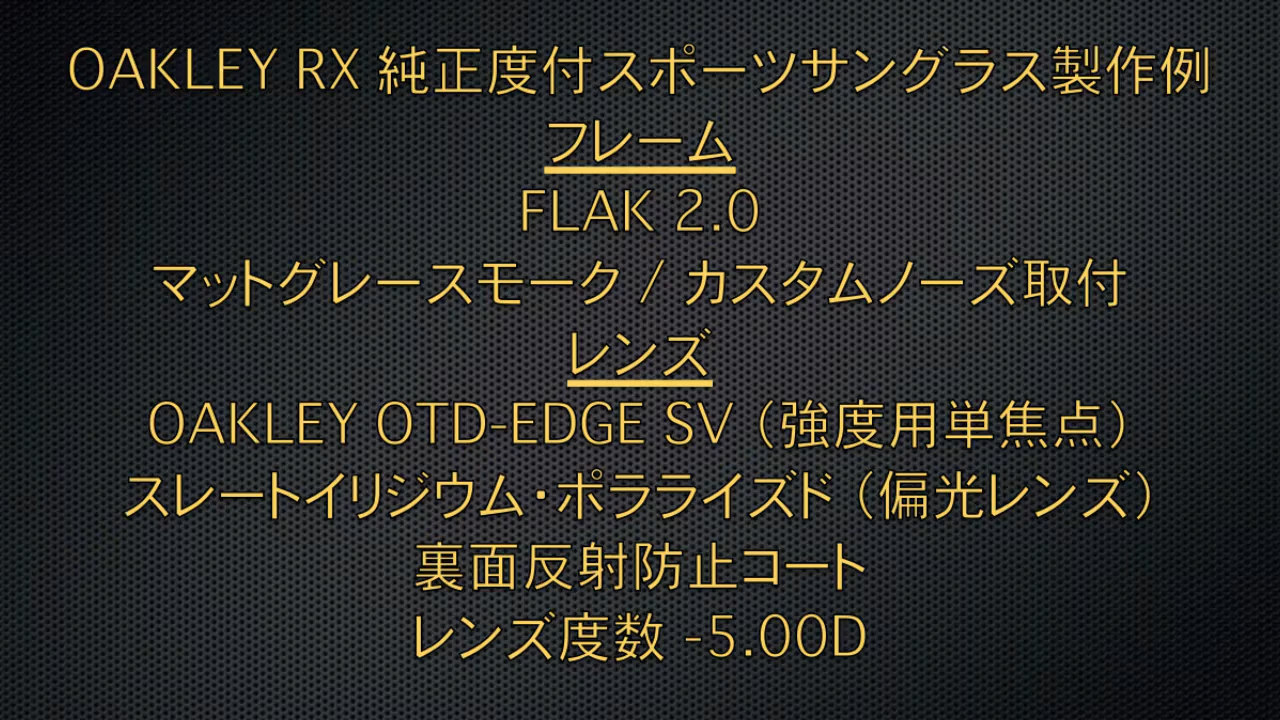 OAKLEY RX 純正度付スポーツサングラス製作例
フレーム
FLAK 2.0
マットグレースモーク / カスタムノーズ取付
レンズ
OAKLEY OTD-EDGE SV（強度用単焦点）
スレートイリジウム・ポラライズド（偏光レンズ）
裏面反射防止コート
レンズ度数 -5.00D